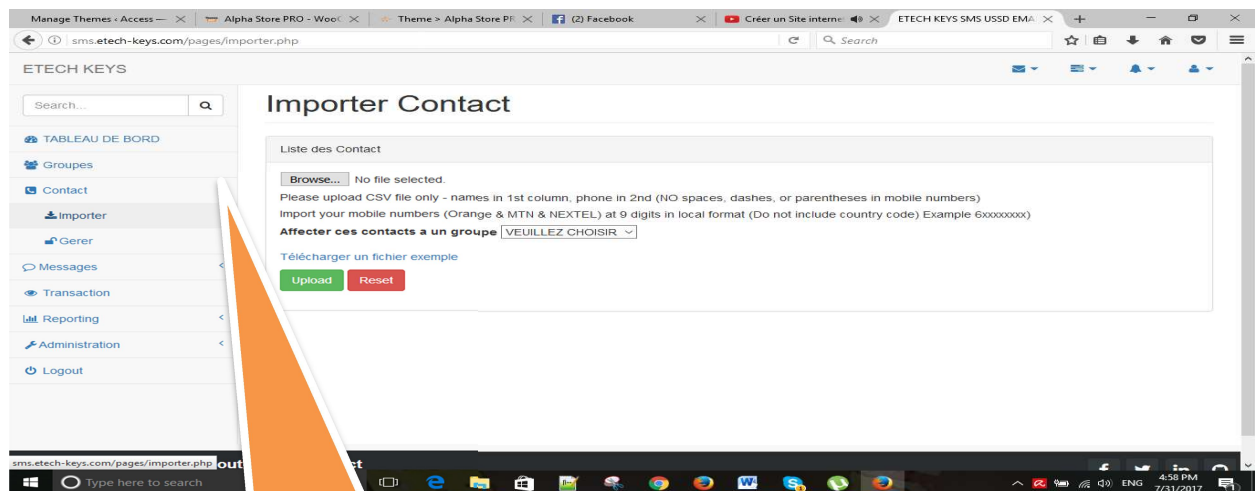 Manage Themes ‹ Access —
Alpha Store PRO - WooC
Theme > Alpha Store PR
(2) Facebook
Créer un Site interne
ETECH KEYS SMS USSD EMA
sms.etech-keys.com/pages/importer.php
Search
ETECH KEYS
Search...
Importer Contact
TABLEAU DE BORD
Groupes
Contact
Importer
Gerer
Messages
Transaction
Reporting
Administration
Logout
Liste des Contact
Browse... No file selected.
Please upload CSV file only - names in 1st column, phone in 2nd (NO spaces, dashes, or parentheses in mobile numbers)
Import your mobile numbers (Orange & MTN & NEXTEL) at 9 digits in local format (Do not include country code) Example 6xxxxxxxx)
Affecter ces contacts a un groupe VEUILLEZ CHOISIR
Télécharger un fichier exemple
Upload Reset
sms.etech-keys.com/pages/importer.php
Type here to search
ENG
4:58 PM
7/31/2017